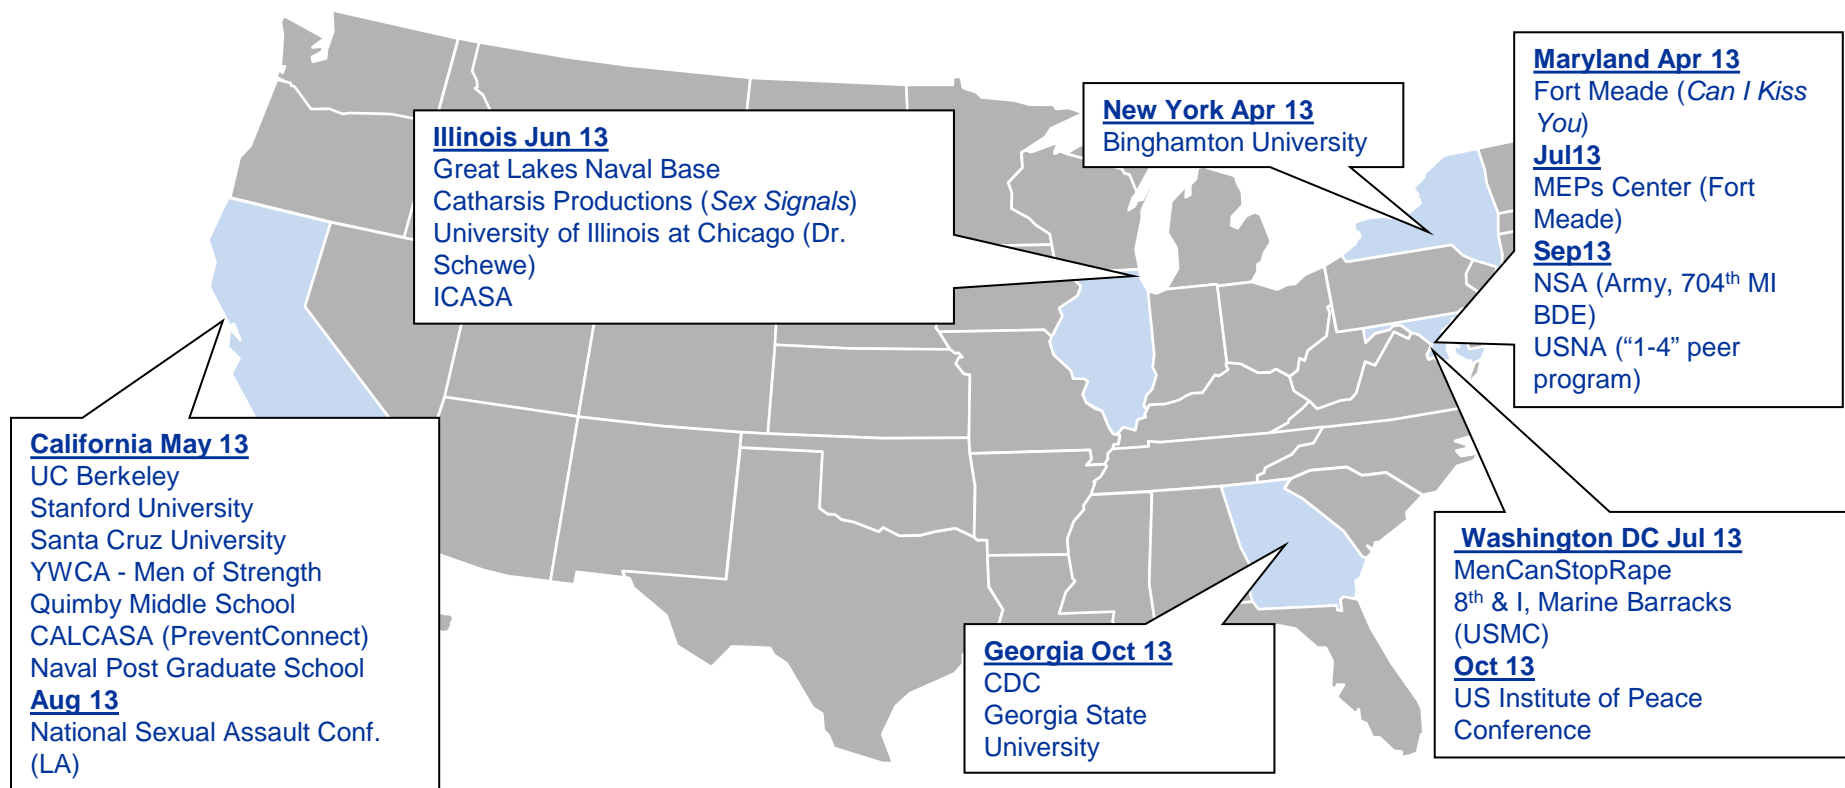 Illinois Jun 13
Great Lakes Naval Base
Catharsis Productions (Sex Signals)
University of Illinois at Chicago (Dr.
Schewe)
ICASA
New York Apr 13
Binghamton University
Maryland Apr 13
Fort Meade (Can I Kiss
You)
Jul13
MEPs Center (Fort
Meade)
Sep13
NSA (Army, 704th MI
BDE)
USNA (“1-4” peer
program)
California May 13
UC Berkeley
Stanford University
Santa Cruz University
YWCA - Men of Strength
Quimby Middle School
CALCASA (PreventConnect)
Naval Post Graduate School
Aug 13
National Sexual Assault Conf.
(LA)
Georgia Oct 13
CDC
Georgia State
University
Washington DC Jul 13
MenCanStopRape
8th & I, Marine Barracks
(USMC)
Oct 13
US Institute of Peace
Conference